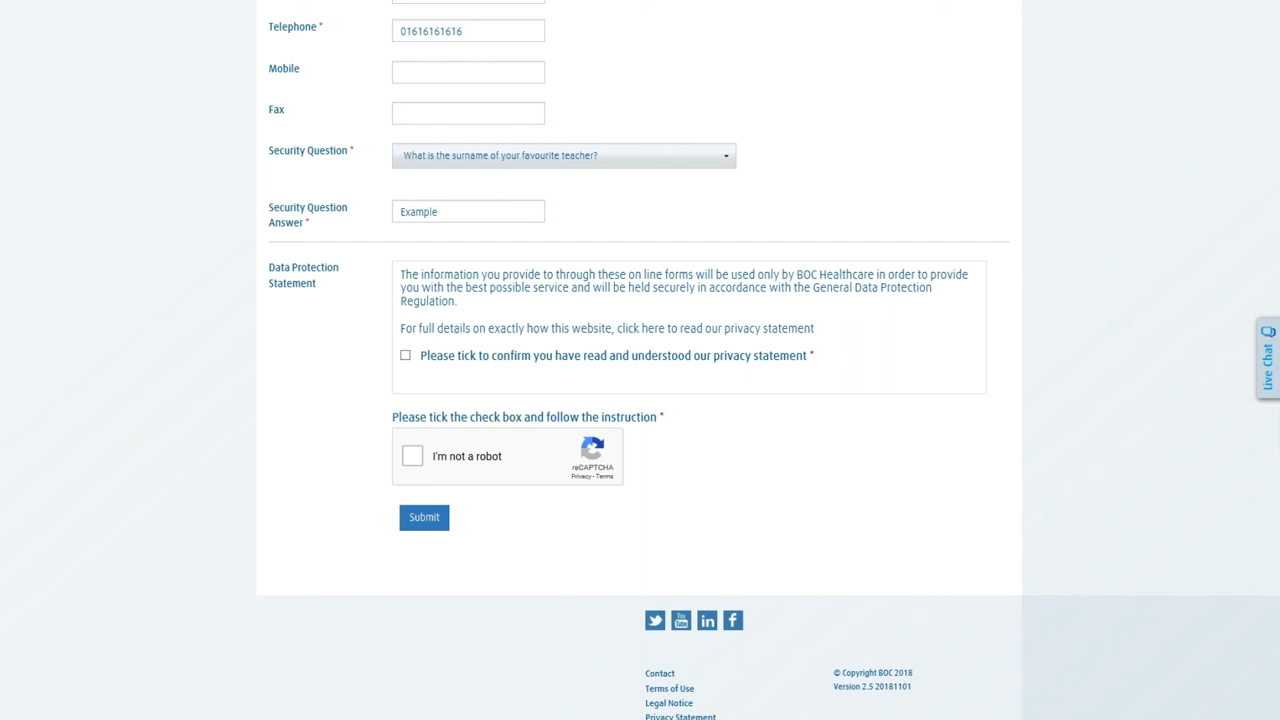 Telephone *
01616161616
Mobile
Fax
Security Question *
What is the surname of your favourite teacher?
Security Question
Answer *
Example
Data Protection
Statement
The information you provide to through these on line forms will be used only by BOC Healthcare in order to provide
you with the best possible service and will be held securely in accordance with the General Data Protection
Regulation.
For full details on exactly how this website, click here to read our privacy statement
Please tick to confirm you have read and understood our privacy statement *
Live Chat
Please tick the check box and follow the instruction *
I'm not a robot
reCAPTCHA
Privacy - Terms
Submit
You
Tube
in
f
Contact
Terms of Use
Legal Notice
Privacy Statement
© Copyright BOC 2018
Version 2.5 20181101